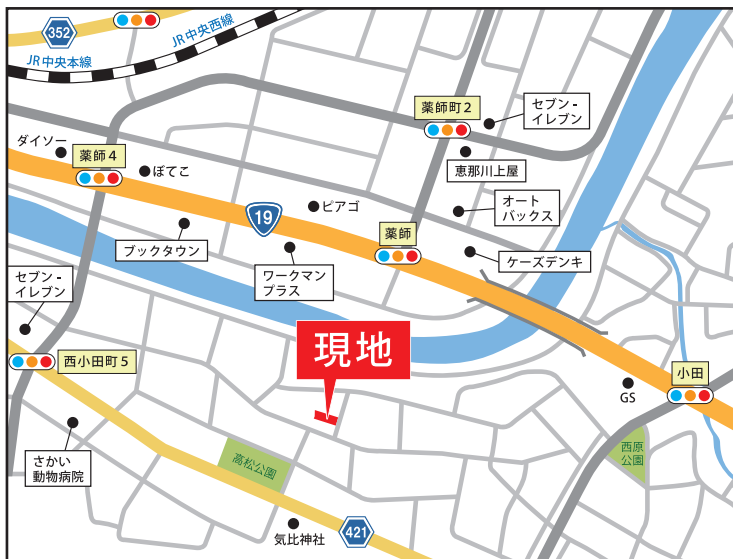 352
JR中央西線
JR中央本線
薬師町2
セブン-
イレブン
ダイソー
薬師4
ぽてこ
恵那川上屋
オート
バックス
19
ピアゴ
薬師
ブックタウン
ワークマン
プラス
ケーズデンキ
セブン-
イレブン
現地
西小田町5
小田
GS
さかい
動物病院
高松公園
西原
公園
気比神社
421